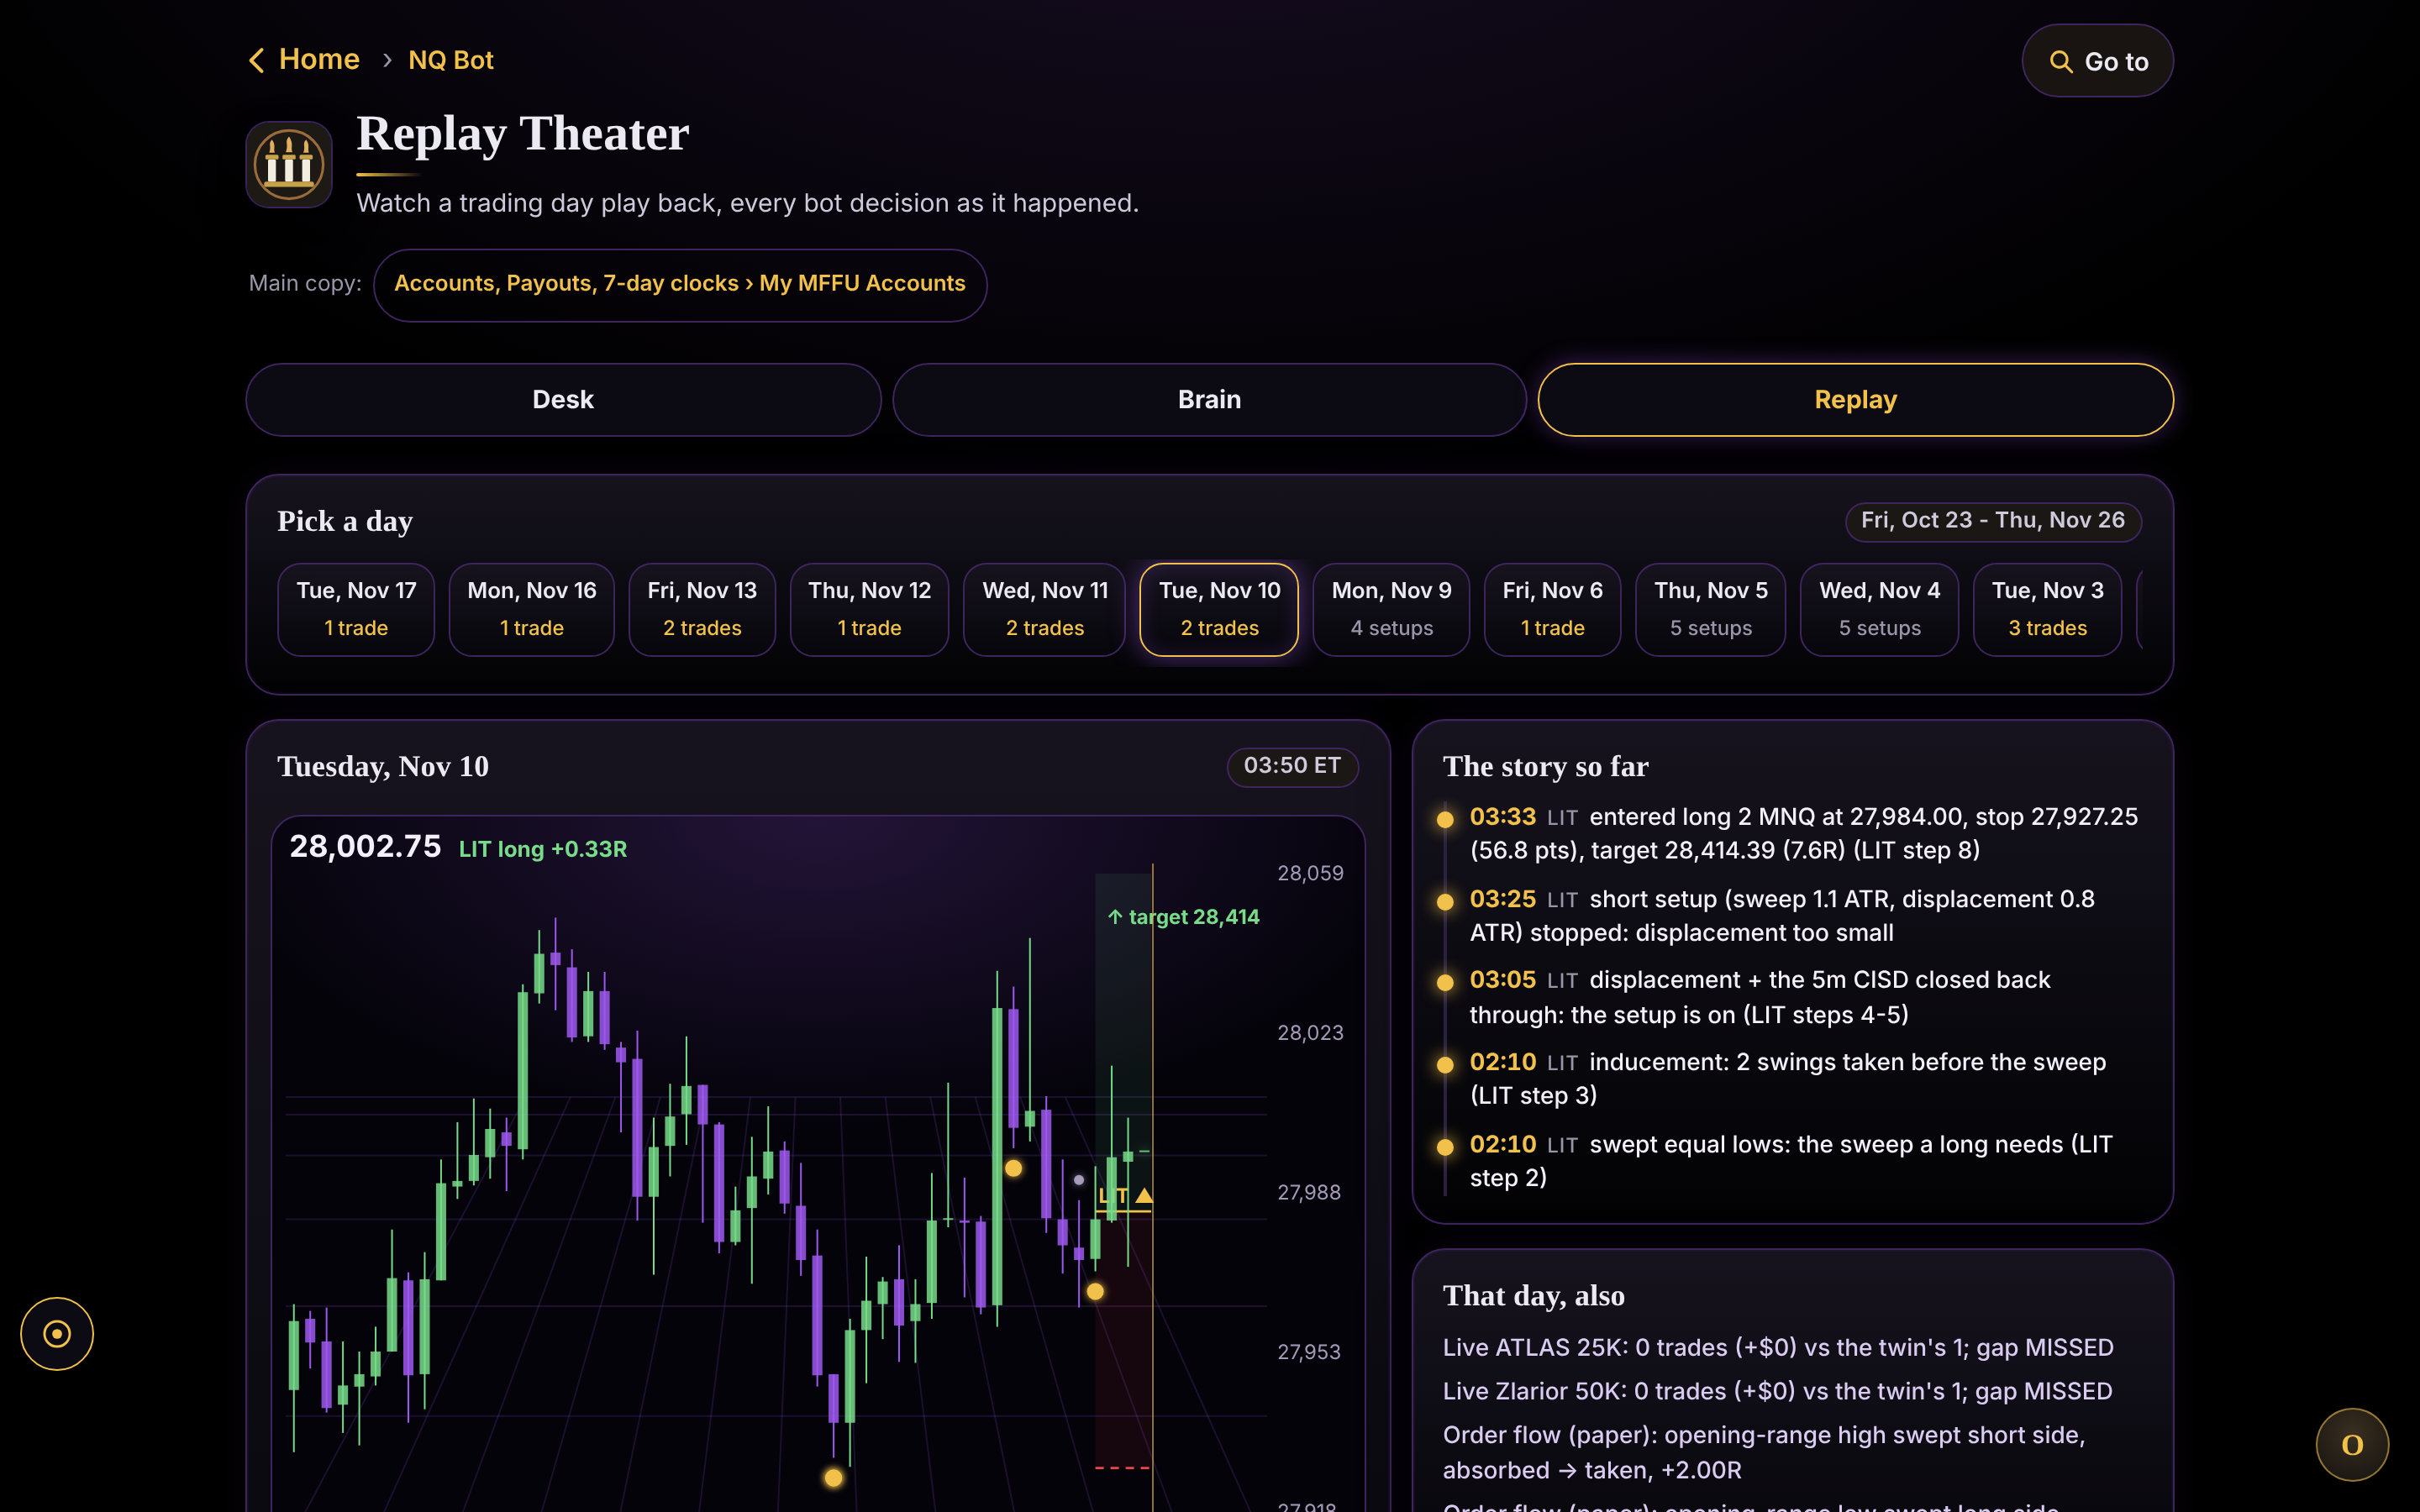 Home › NQ Bot
Go to
Replay Theater
Watch a trading day play back, every bot decision as it happened.
Main copy: Accounts, Payouts, 7-day clocks › My MFFU Accounts
Desk
Brain
Replay
Pick a day
Fri, Oct 23 - Thu, Nov 26
Tue, Nov 17
1 trade
Mon, Nov 16
1 trade
Fri, Nov 13
2 trades
Thu, Nov 12
1 trade
Wed, Nov 11
2 trades
Tue, Nov 10
2 trades
Mon, Nov 9
4 setups
Fri, Nov 6
1 trade
Thu, Nov 5
5 setups
Wed, Nov 4
5 setups
Tue, Nov 3
3 trades
Tuesday, Nov 10
03:50 ET
28,002.75 LIT long +0.33R
28,059
↑ target 28,414
28,023
27,988
LIT ▲
27,953
27,918
The story so far
03:33 LIT entered long 2 MNQ at 27,984.00, stop 27,927.25
(56.8 pts), target 28,414.39 (7.6R) (LIT step 8)
03:25 LIT short setup (sweep 1.1 ATR, displacement 0.8
ATR) stopped: displacement too small
03:05 LIT displacement + the 5m CISD closed back
through: the setup is on (LIT steps 4-5)
02:10 LIT inducement: 2 swings taken before the sweep
(LIT step 3)
02:10 LIT swept equal lows: the sweep a long needs (LIT
step 2)
That day, also
Live ATLAS 25K: 0 trades (+$0) vs the twin's 1; gap MISSED
Live Zlarior 50K: 0 trades (+$0) vs the twin's 1; gap MISSED
Order flow (paper): opening-range high swept short side,
absorbed → taken, +2.00R
Order flow (paper): opening-range low swept long side,
O